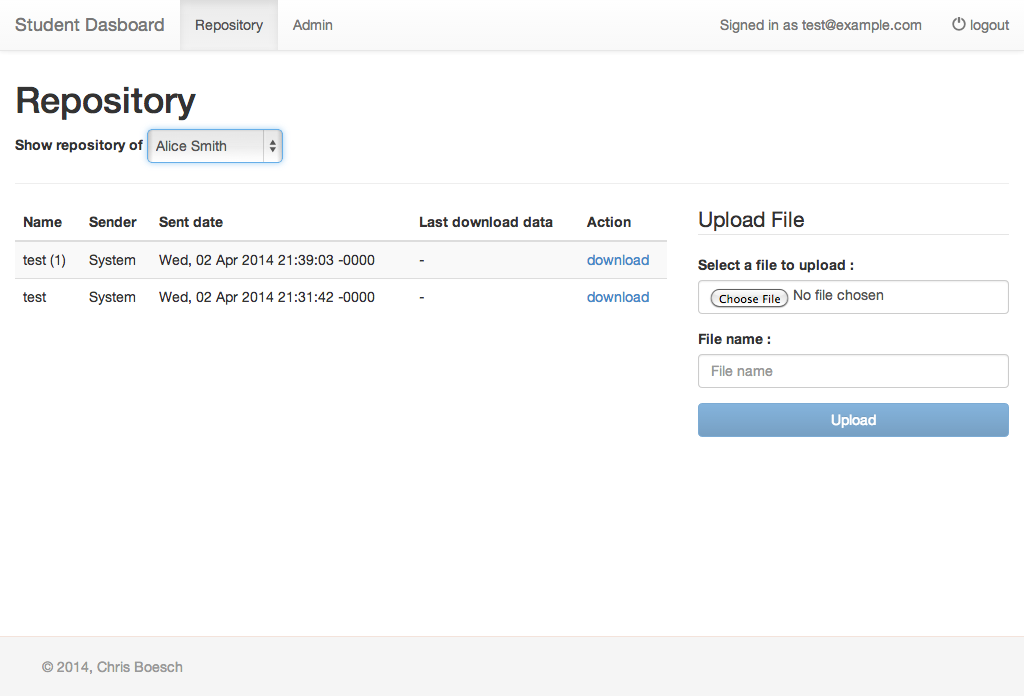 Student Dasboard Repository Admin Signed in as test@example.com logout
Repository
Show repository of Alice Smith
Name Sender Sent date Last download data Action
test (1) System Wed, 02 Apr 2014 21:39:03 -0000 - download
test System Wed, 02 Apr 2014 21:31:42 -0000 - download
Upload File
Select a file to upload :
Choose File No file chosen
File name :
File name
Upload
© 2014, Chris Boesch